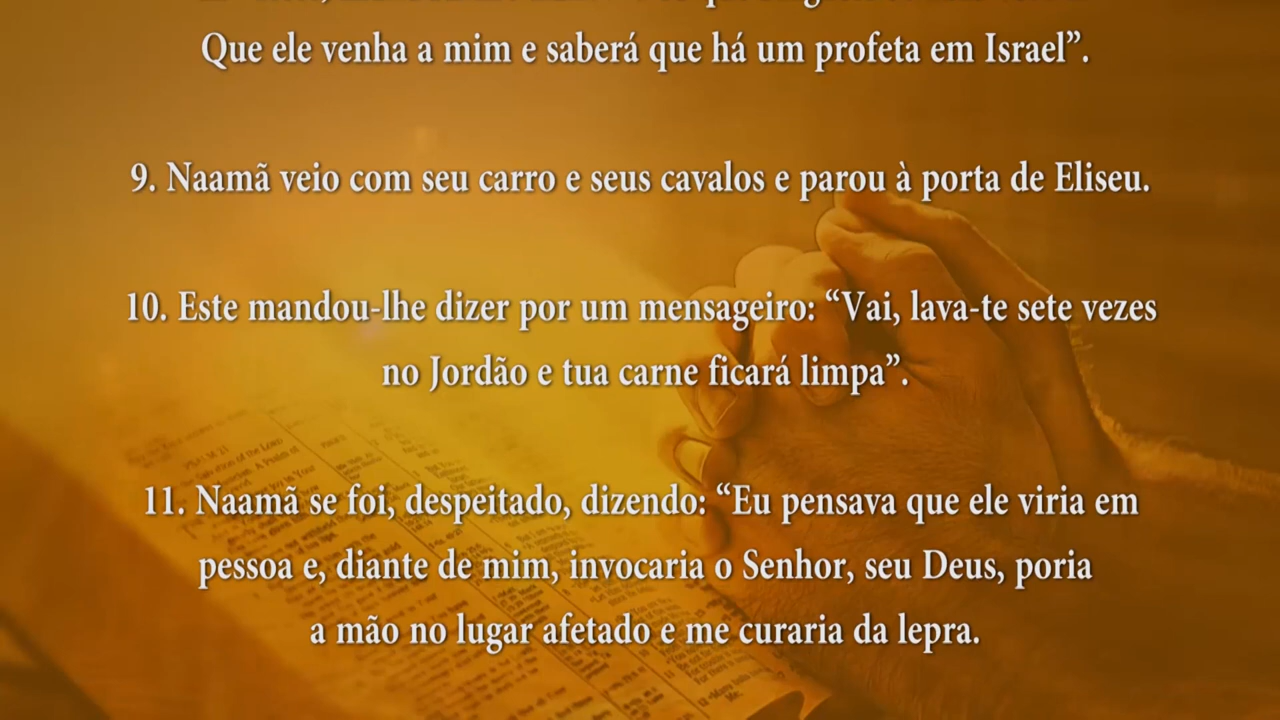 Que ele venha a mim e saberá que há um profeta em Israel”.
9. Naamã veio com seu carro e seus cavalos e parou à porta de Eliseu.
10. Este mandou-lhe dizer por um mensageiro: “Vai, lava-te sete vezes
no Jordão e tua carne ficará limpa”.
11. Naamã se foi, despeitado, dizendo: “Eu pensava que ele viria em
pessoa e, diante de mim, invocaria o Senhor, seu Deus, poria
a mão no lugar afetado e me curaria da lepra.